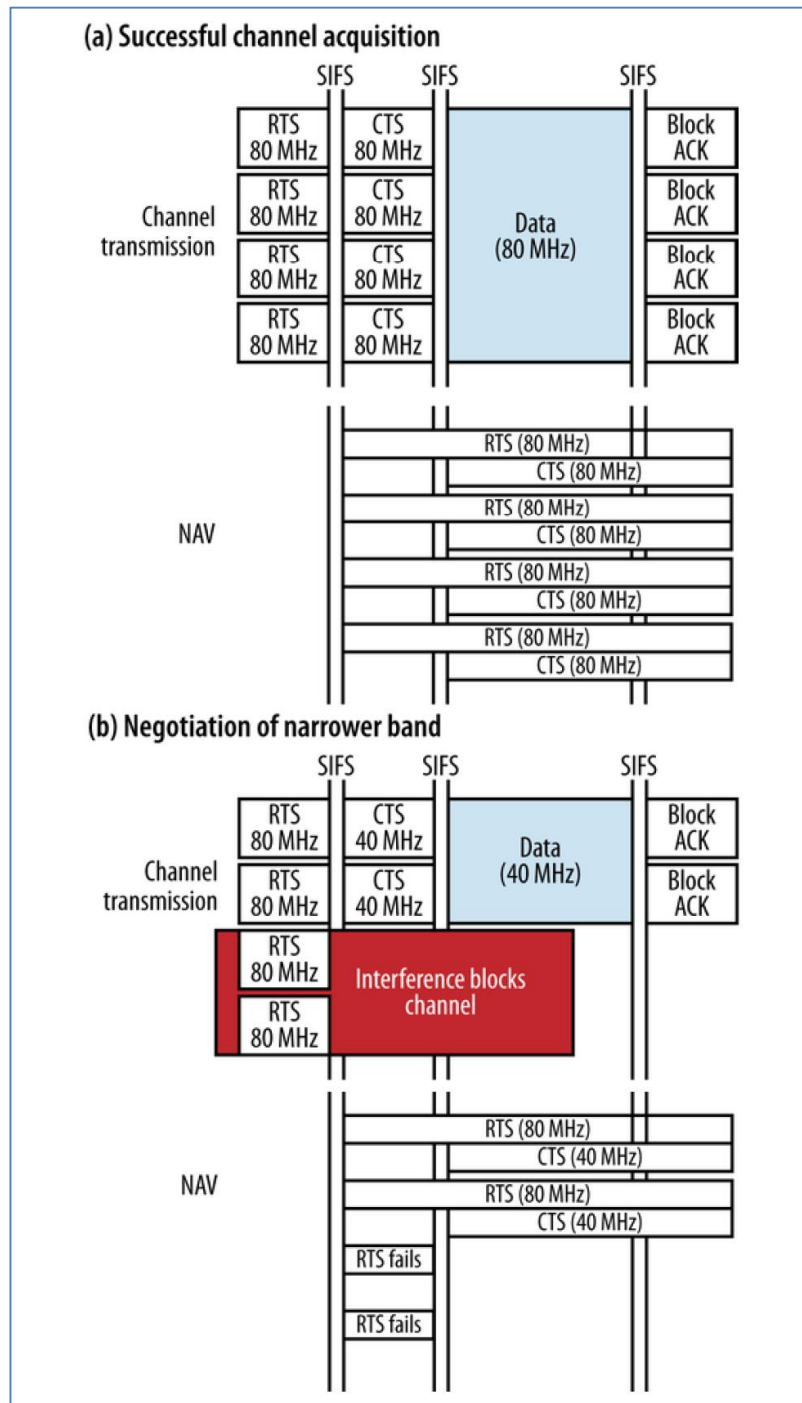 (a) Successful channel acquisition
SIFS SIFS SIFS
RTS CTS Block
80 MHz 80 MHz ACK
RTS CTS Block
80 MHz 80 MHz ACK
Channel
transmission
Data
(80 MHz)
RTS CTS Block
80 MHz 80 MHz ACK
RTS CTS Block
80 MHz 80 MHz ACK
NAV
RTS (80 MHz)
CTS (80 MHz)
RTS (80 MHz)
CTS (80 MHz)
RTS (80 MHz)
CTS (80 MHz)
RTS (80 MHz)
CTS (80 MHz)
(b) Negotiation of narrower band
SIFS SIFS SIFS
RTS CTS Block
80 MHz 40 MHz ACK
Channel
transmission
Data
(40 MHz)
RTS CTS Block
80 MHz 40 MHz ACK
RTS
80 MHz
RTS
80 MHz
Interference blocks
channel
NAV
RTS (80 MHz)
CTS (40 MHz)
RTS (80 MHz)
CTS (40 MHz)
RTS fails
RTS fails